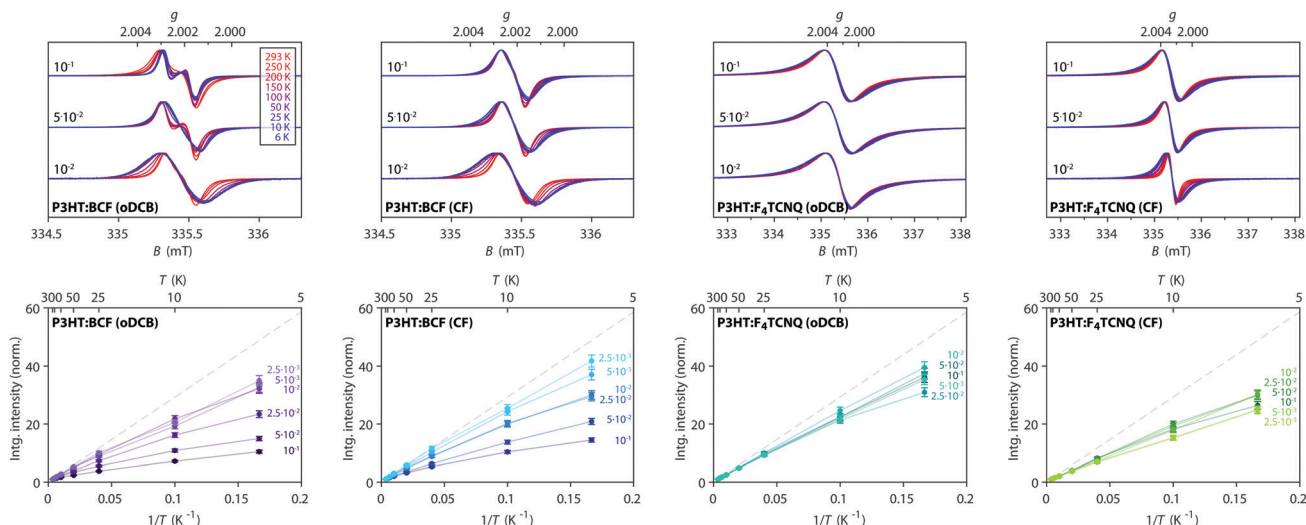 g
2.004 2.002 2.000
10⁻¹
5·10⁻²
10⁻²
293 K
250 K
200 K
150 K
100 K
50 K
25 K
10 K
6 K
P3HT:BCF (oDCB)
334.5 335 335.5 336
B (mT)
g
2.004 2.002 2.000
10⁻¹
5·10⁻²
10⁻²
P3HT:BCF (CF)
334.5 335 335.5 336
B (mT)
g
2.004 2.000
10⁻¹
5·10⁻²
10⁻²
P3HT:F₄TCNQ (oDCB)
333 334 335 336 337 338
B (mT)
g
2.004 2.000
10⁻¹
5·10⁻²
10⁻²
P3HT:F₄TCNQ (CF)
333 334 335 336 337 338
B (mT)
T (K)
300 50 25 10 5
P3HT:BCF (oDCB)
Intg. intensity (norm.)
60
40
20
0
2.5·10⁻³
5·10⁻³
10⁻²
2.5·10⁻²
5·10⁻²
10⁻¹
0 0.05 0.1 0.15 0.2
1/T (K⁻¹)
T (K)
300 50 25 10 5
P3HT:BCF (CF)
Intg. intensity (norm.)
60
40
20
0
2.5·10⁻³
5·10⁻³
10⁻²
2.5·10⁻²
5·10⁻²
10⁻¹
0 0.05 0.1 0.15 0.2
1/T (K⁻¹)
T (K)
300 50 25 10 5
P3HT:F₄TCNQ (oDCB)
Intg. intensity (norm.)
60
40
20
0
10⁻²
5·10⁻²
10⁻¹
5·10⁻³
2.5·10⁻²
0 0.05 0.1 0.15 0.2
1/T (K⁻¹)
T (K)
300 50 25 10 5
P3HT:F₄TCNQ (CF)
Intg. intensity (norm.)
60
40
20
0
10⁻²
2.5·10⁻²
5·10⁻²
10⁻¹
5·10⁻³
2.5·10⁻³
0 0.05 0.1 0.15 0.2
1/T (K⁻¹)